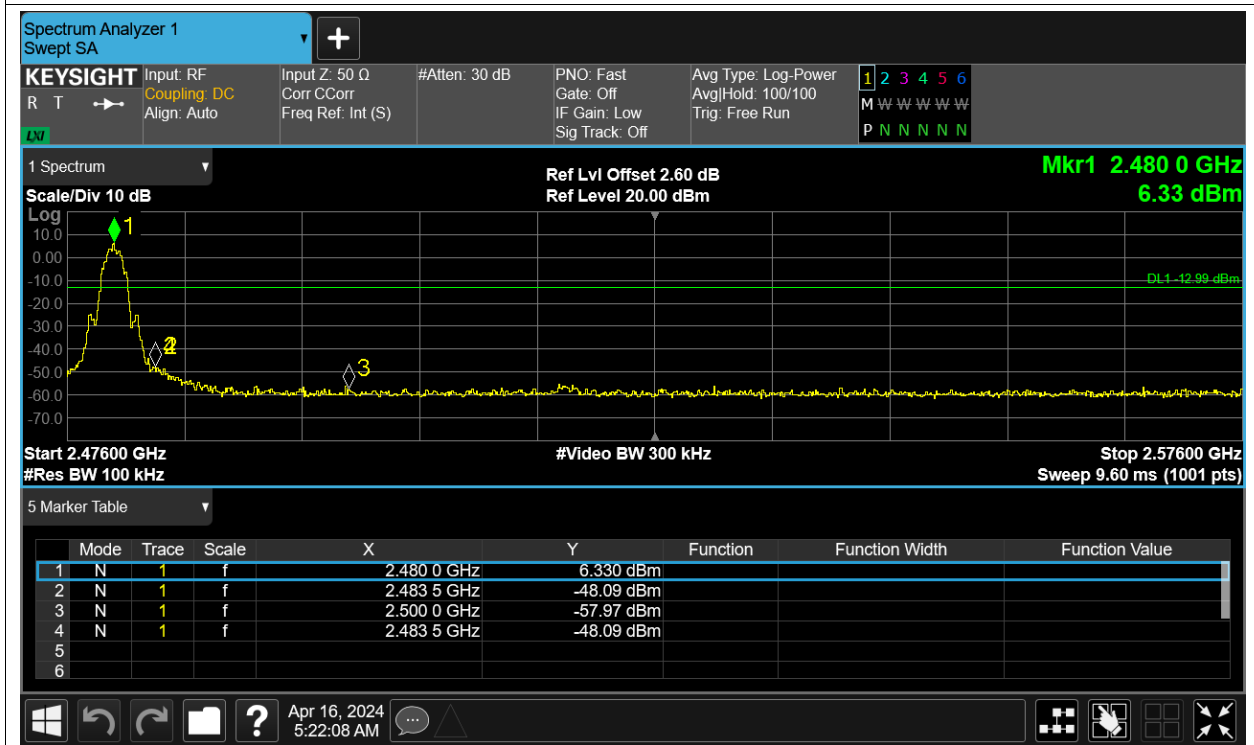 Spectrum Analyzer 1
Swept SA
KEYSIGHT
R T
LXI
Input: RF
Coupling: DC
Align: Auto
Input Z: 50 Ω
Corr CCorr
Freq Ref: Int (S)
#Atten: 30 dB
PNO: Fast
Gate: Off
IF Gain: Low
Sig Track: Off
Avg Type: Log-Power
Avg|Hold: 100/100
Trig: Free Run
1 2 3 4 5 6
M W W W W W
P N N N N N
1 Spectrum
Scale/Div 10 dB
Ref Lvl Offset 2.60 dB
Ref Level 20.00 dBm
Mkr1 2.480 0 GHz
6.33 dBm
Log
10.0
0.00
-10.0
-20.0
-30.0
-40.0
-50.0
-60.0
-70.0
1
3
DL1 -12.99 dBm
Start 2.47600 GHz
#Res BW 100 kHz
#Video BW 300 kHz
Stop 2.57600 GHz
Sweep 9.60 ms (1001 pts)
5 Marker Table
Mode Trace Scale X Y Function Function Width Function Value
1 N 1 f 2.480 0 GHz 6.330 dBm
2 N 1 f 2.483 5 GHz -48.09 dBm
3 N 1 f 2.500 0 GHz -57.97 dBm
4 N 1 f 2.483 5 GHz -48.09 dBm
5
6
?
Apr 16, 2024
5:22:08 AM